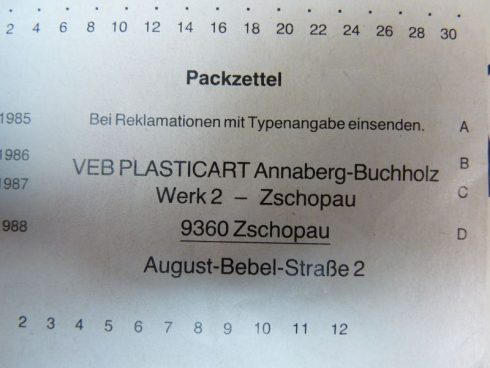 2 4 6 8 10 12 14 16 18 20 22 24 26 28 30
Packzettel
1985 Bei Reklamationen mit Typenangabe einsenden. A
1986 VEB PLASTICART Annaberg-Buchholz B
1987 Werk 2 – Zschopau C
1988 9360 Zschopau D
August-Bebel-Straße 2
2 3 4 5 6 7 8 9 10 11 12